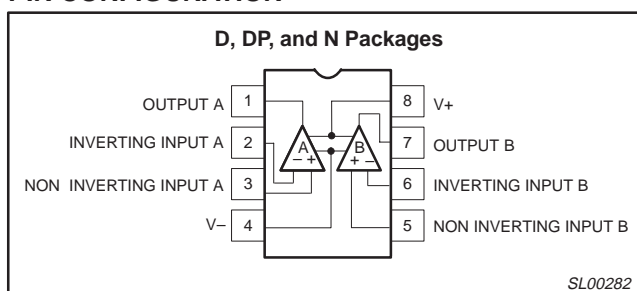 D, DP, and N Packages
OUTPUT A 1 8 V+
INVERTING INPUT A 2 A B 7 OUTPUT B
– + + –
NON INVERTING INPUT A 3 6 INVERTING INPUT B
V– 4 5 NON INVERTING INPUT B
SL00282